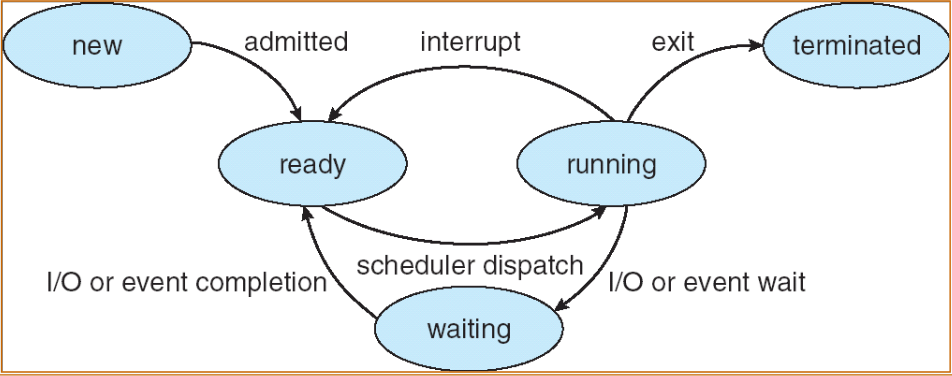 new
admitted
interrupt
exit
terminated
ready
running
scheduler dispatch
I/O or event completion
I/O or event wait
waiting